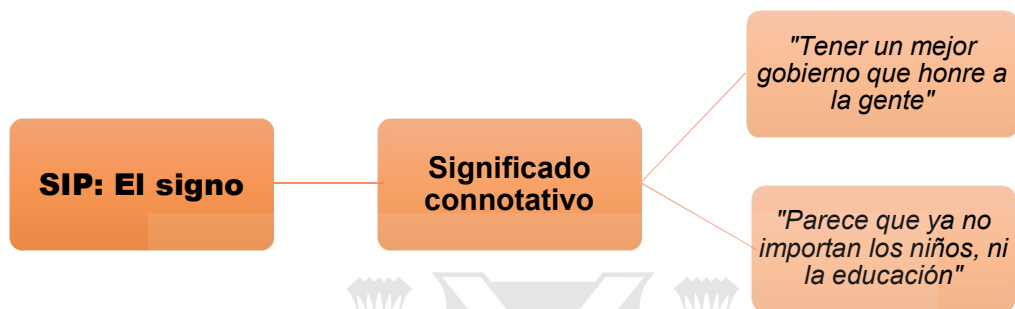 SIP: El signo
Significado
connotativo
"Tener un mejor
gobierno que honre a
la gente"
"Parece que ya no
importan los niños, ni
la educación"